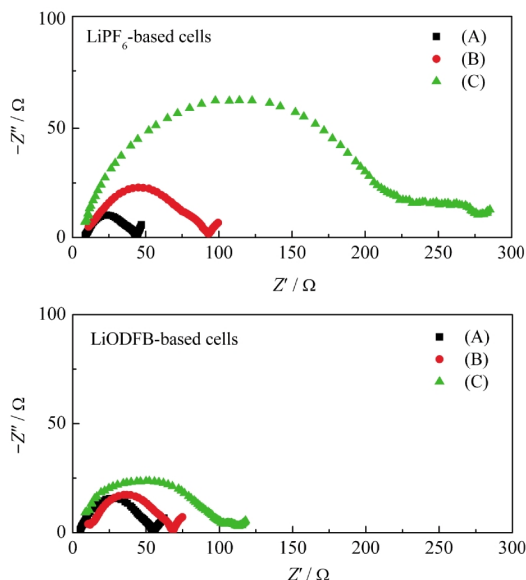 100
LiPF₆-based cells
(A)
(B)
(C)
-Z″ / Ω
50
0
0 50 100 150 200 250 300
Z′ / Ω
100
LiODFB-based cells
(A)
(B)
(C)
-Z″ / Ω
50
0
0 50 100 150 200 250 300
Z′ / Ω